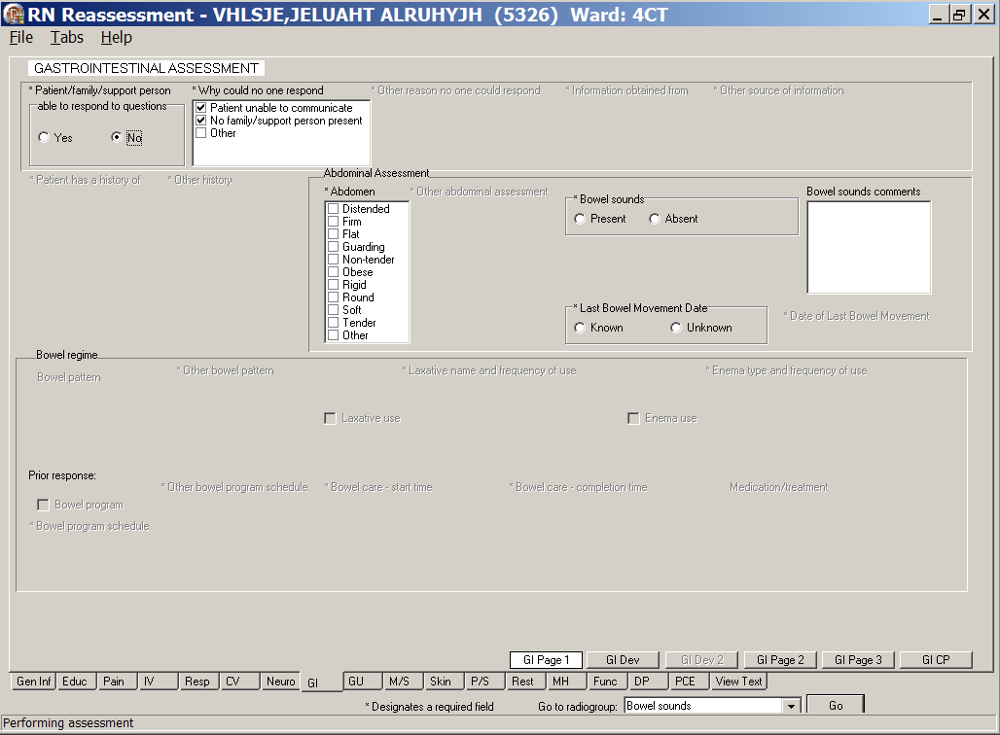 RN Reassessment - VHLSJE,JELUAHT ALRUHYJH (5326) Ward: 4CT
File Tabs Help
GASTROINTESTINAL ASSESSMENT
* Patient/family/support person
able to respond to questions
Yes No
* Why could no one respond
Patient unable to communicate
No family/support person present
Other
* Other reason no one could respond
* Information obtained from
* Other source of information
* Patient has a history of
* Other history
Abdominal Assessment
* Abdomen
Distended
Firm
Flat
Guarding
Non-tender
Obese
Rigid
Round
Soft
Tender
Other
* Other abdominal assessment
* Bowel sounds
Present Absent
Bowel sounds comments
* Last Bowel Movement Date
Known Unknown
* Date of Last Bowel Movement
Bowel regime
Bowel pattern
* Other bowel pattern
* Laxative name and frequency of use
* Enema type and frequency of use
Laxative use
Enema use
Prior response:
* Other bowel program schedule
* Bowel care - start time
* Bowel care - completion time
Medication/treatment
Bowel program
* Bowel program schedule
GI Page 1 GI Dev GI Dev 2 GI Page 2 GI Page 3 GI CP
Gen Inf Educ Pain IV Resp CV Neuro GI GU M/S Skin P/S Rest MH Func DP PCE View Text
* Designates a required field
Go to radiogroup: Bowel sounds Go
Performing assessment